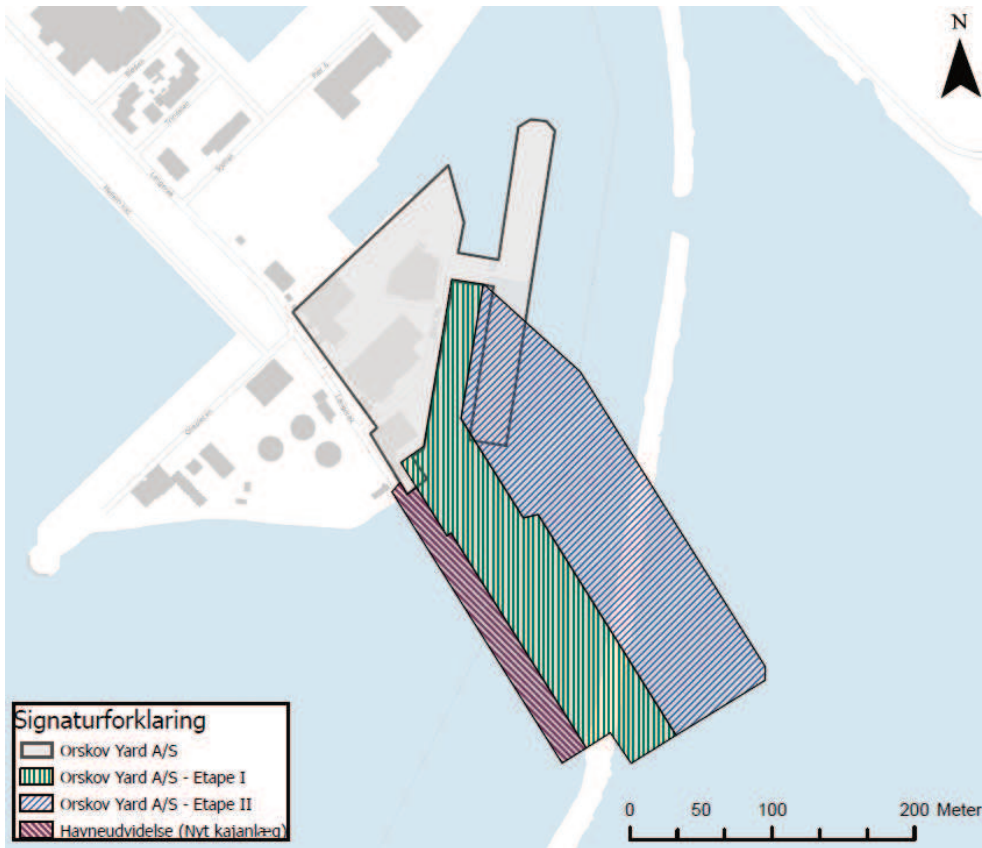 N
Signaturforklaring
Orskov Yard A/S
Orskov Yard A/S - Etape I
Orskov Yard A/S - Etape II
Havneudvidelse (Nyt kajanlæg)
0 50 100 200 Meter